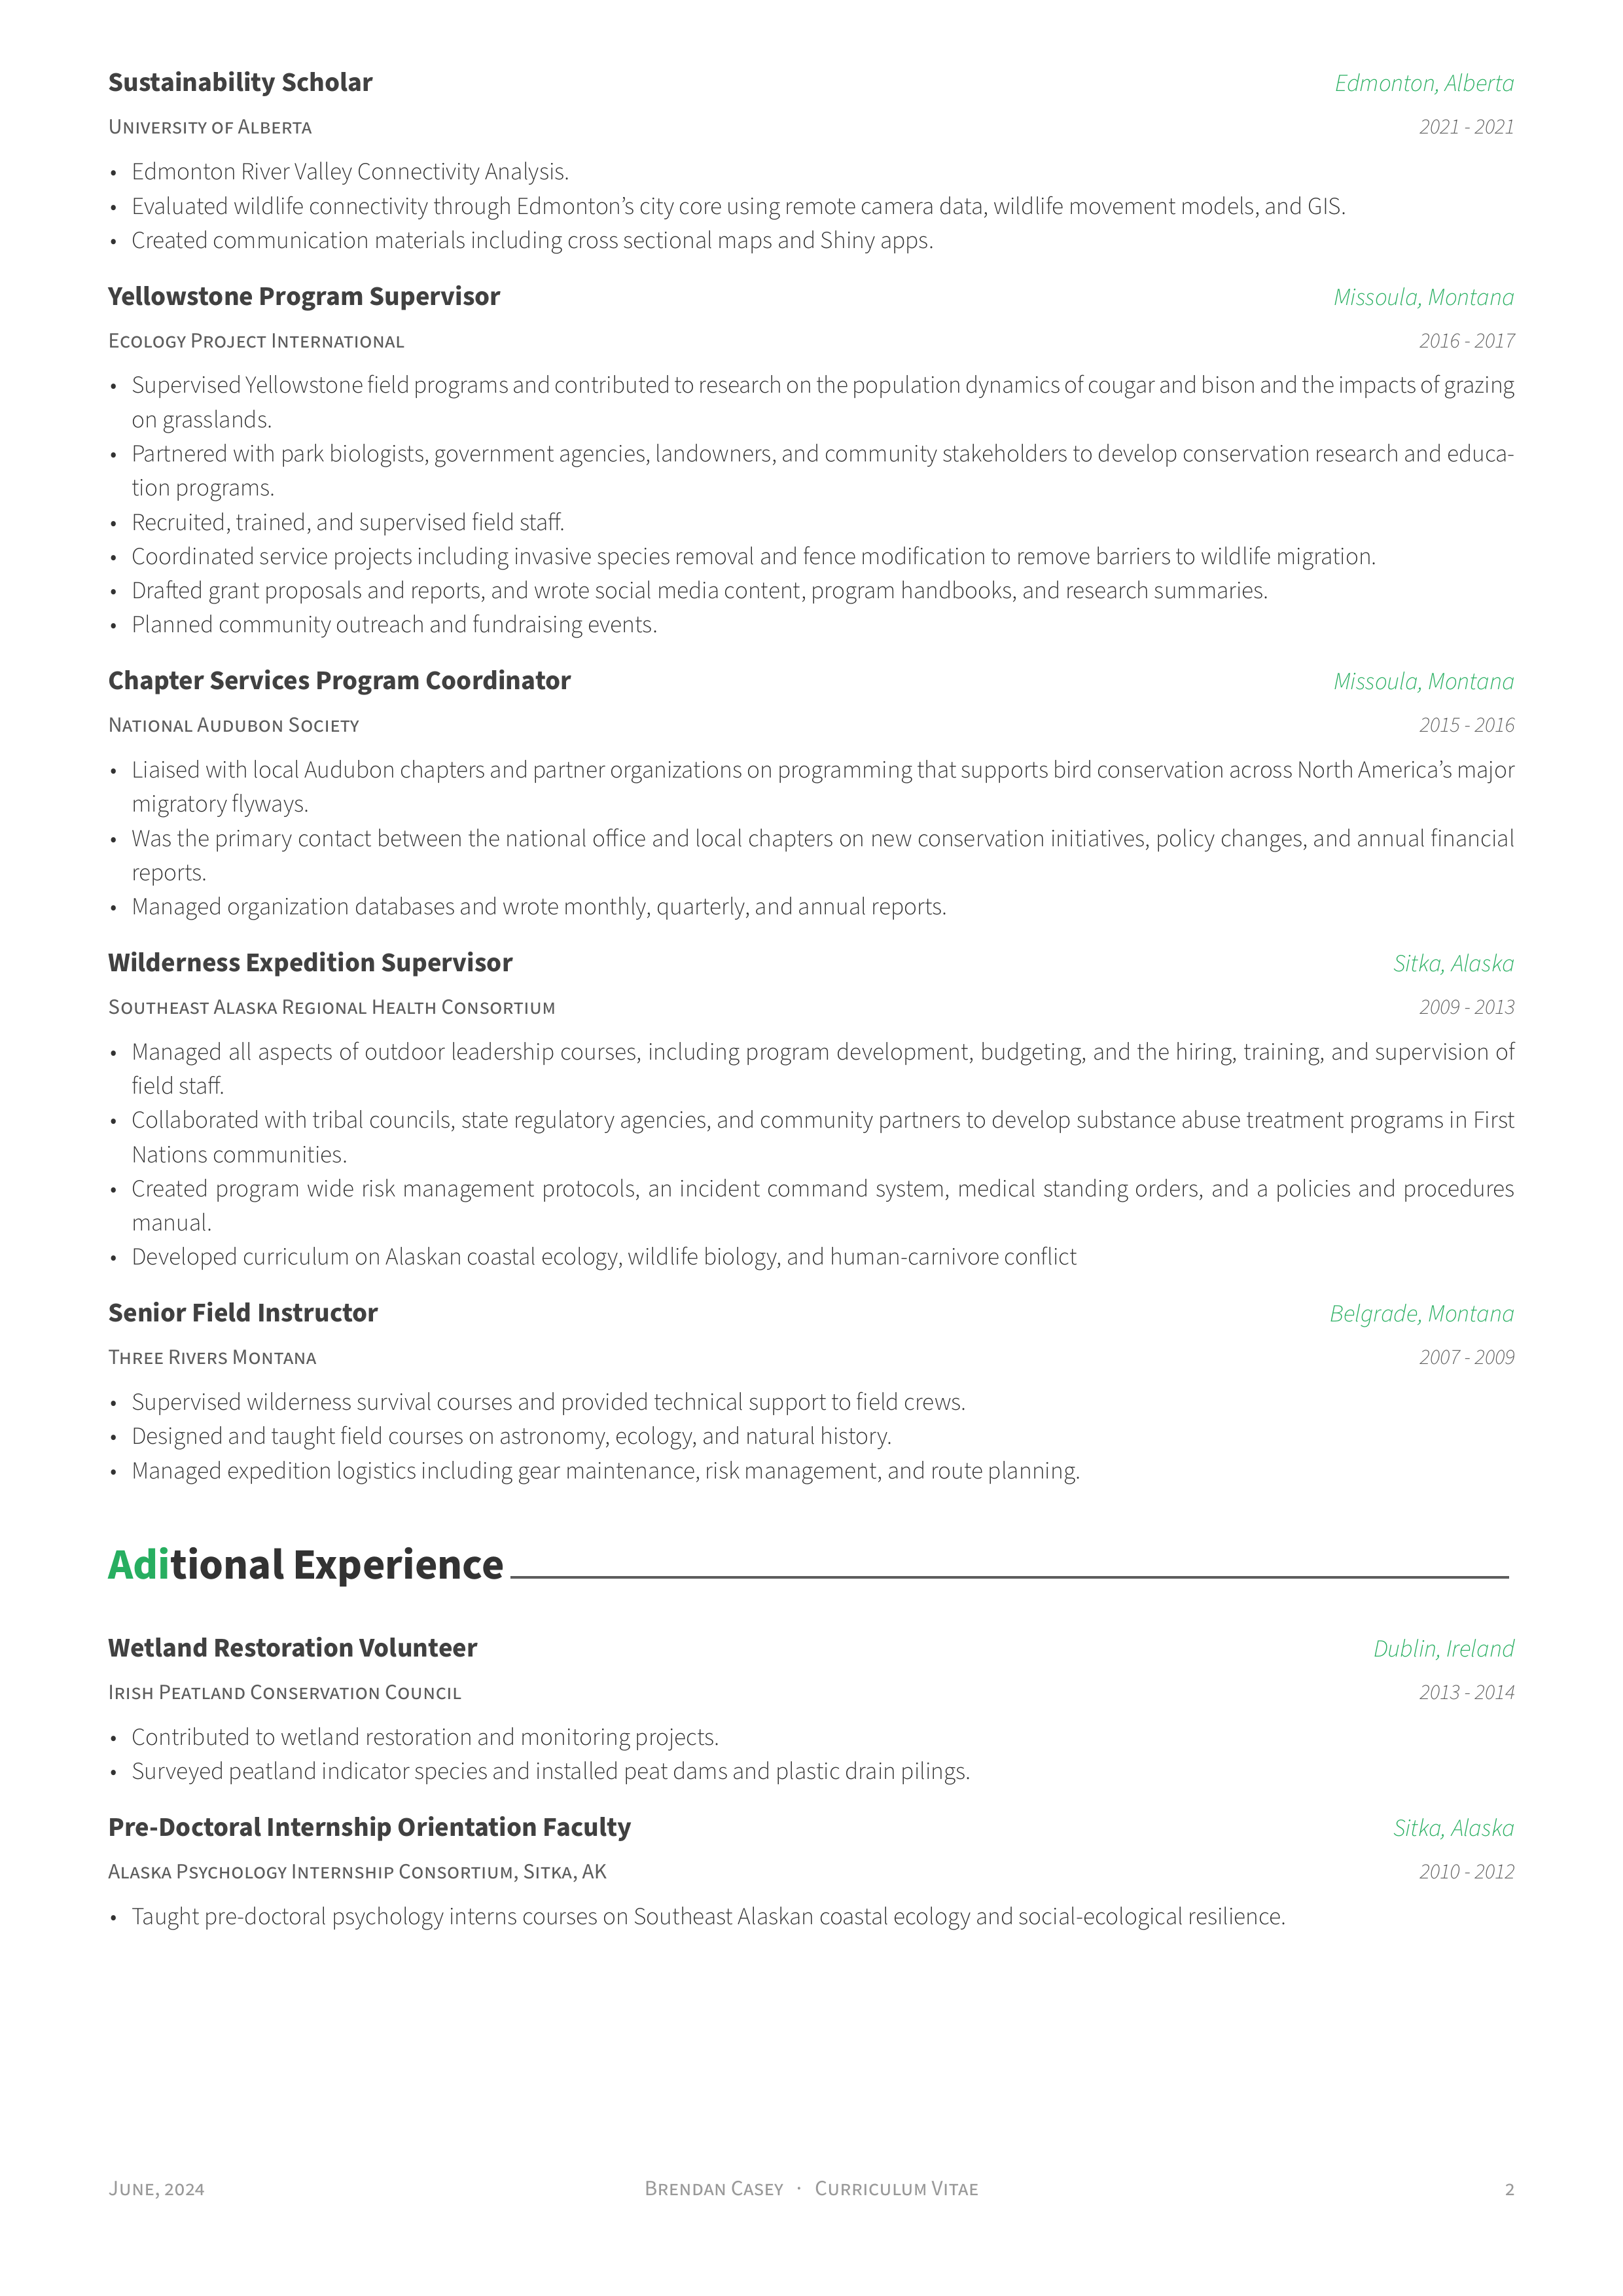 Sustainability Scholar Edmonton, Alberta
University of Alberta 2021 - 2021
• Edmonton River Valley Connectivity Analysis.
• Evaluated wildlife connectivity through Edmonton’s city core using remote camera data, wildlife movement models, and GIS.
• Created communication materials including cross sectional maps and Shiny apps.
Yellowstone Program Supervisor Missoula, Montana
Ecology Project International 2016 - 2017
• Supervised Yellowstone field programs and contributed to research on the population dynamics of cougar and bison and the impacts of grazing
on grasslands.
• Partnered with park biologists, government agencies, landowners, and community stakeholders to develop conservation research and educa-
tion programs.
• Recruited, trained, and supervised field staff.
• Coordinated service projects including invasive species removal and fence modification to remove barriers to wildlife migration.
• Drafted grant proposals and reports, and wrote social media content, program handbooks, and research summaries.
• Planned community outreach and fundraising events.
Chapter Services Program Coordinator Missoula, Montana
National Audubon Society 2015 - 2016
• Liaised with local Audubon chapters and partner organizations on programming that supports bird conservation across North America’s major
migratory flyways.
• Was the primary contact between the national office and local chapters on new conservation initiatives, policy changes, and annual financial
reports.
• Managed organization databases and wrote monthly, quarterly, and annual reports.
Wilderness Expedition Supervisor Sitka, Alaska
Southeast Alaska Regional Health Consortium 2009 - 2013
• Managed all aspects of outdoor leadership courses, including program development, budgeting, and the hiring, training, and supervision of
field staff.
• Collaborated with tribal councils, state regulatory agencies, and community partners to develop substance abuse treatment programs in First
Nations communities.
• Created program wide risk management protocols, an incident command system, medical standing orders, and a policies and procedures
manual.
• Developed curriculum on Alaskan coastal ecology, wildlife biology, and human-carnivore conflict
Senior Field Instructor Belgrade, Montana
Three Rivers Montana 2007 - 2009
• Supervised wilderness survival courses and provided technical support to field crews.
• Designed and taught field courses on astronomy, ecology, and natural history.
• Managed expedition logistics including gear maintenance, risk management, and route planning.
Aditional Experience
Wetland Restoration Volunteer Dublin, Ireland
Irish Peatland Conservation Council 2013 - 2014
• Contributed to wetland restoration and monitoring projects.
• Surveyed peatland indicator species and installed peat dams and plastic drain pilings.
Pre-Doctoral Internship Orientation Faculty Sitka, Alaska
Alaska Psychology Internship Consortium, Sitka, AK 2010 - 2012
• Taught pre-doctoral psychology interns courses on Southeast Alaskan coastal ecology and social-ecological resilience.
June, 2024 Brendan Casey · Curriculum Vitae 2